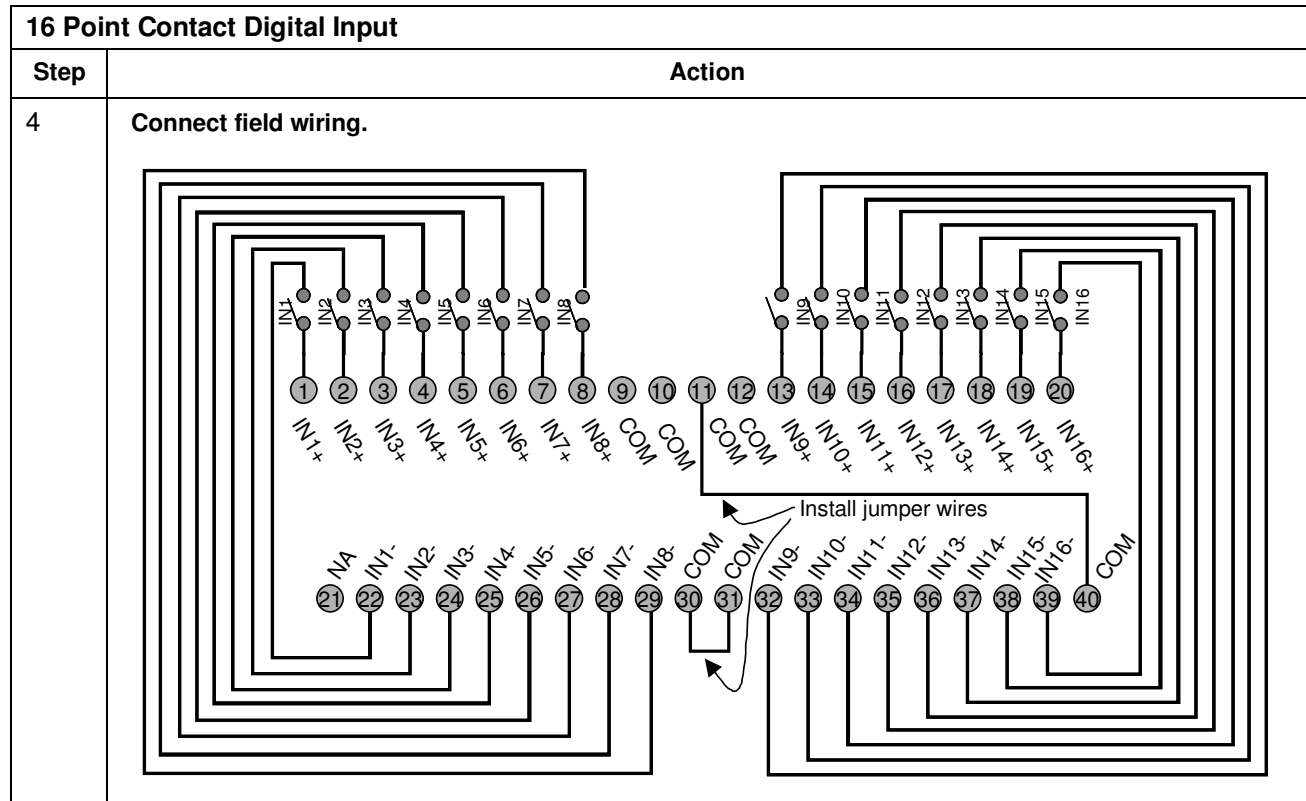 16 Point Contact Digital Input
Step Action
4 Connect field wiring.
IN1 IN2 IN3 IN4 IN5 IN6 IN7 IN8 IN9 IN10 IN11 IN12 IN13 IN14 IN15 IN16
1 2 3 4 5 6 7 8 9 10 11 12 13 14 15 16 17 18 19 20
IN1+ IN2+ IN3+ IN4+ IN5+ IN6+ IN7+ IN8+ COM COM COM COM IN9+ IN10+ IN11+ IN12+ IN13+ IN14+ IN15+ IN16+
Install jumper wires
NA IN1- IN2- IN3- IN4- IN5- IN6- IN7- IN8- COM COM IN9- IN10- IN11- IN12- IN13- IN14- IN15- IN16- COM
21 22 23 24 25 26 27 28 29 30 31 32 33 34 35 36 37 38 39 40